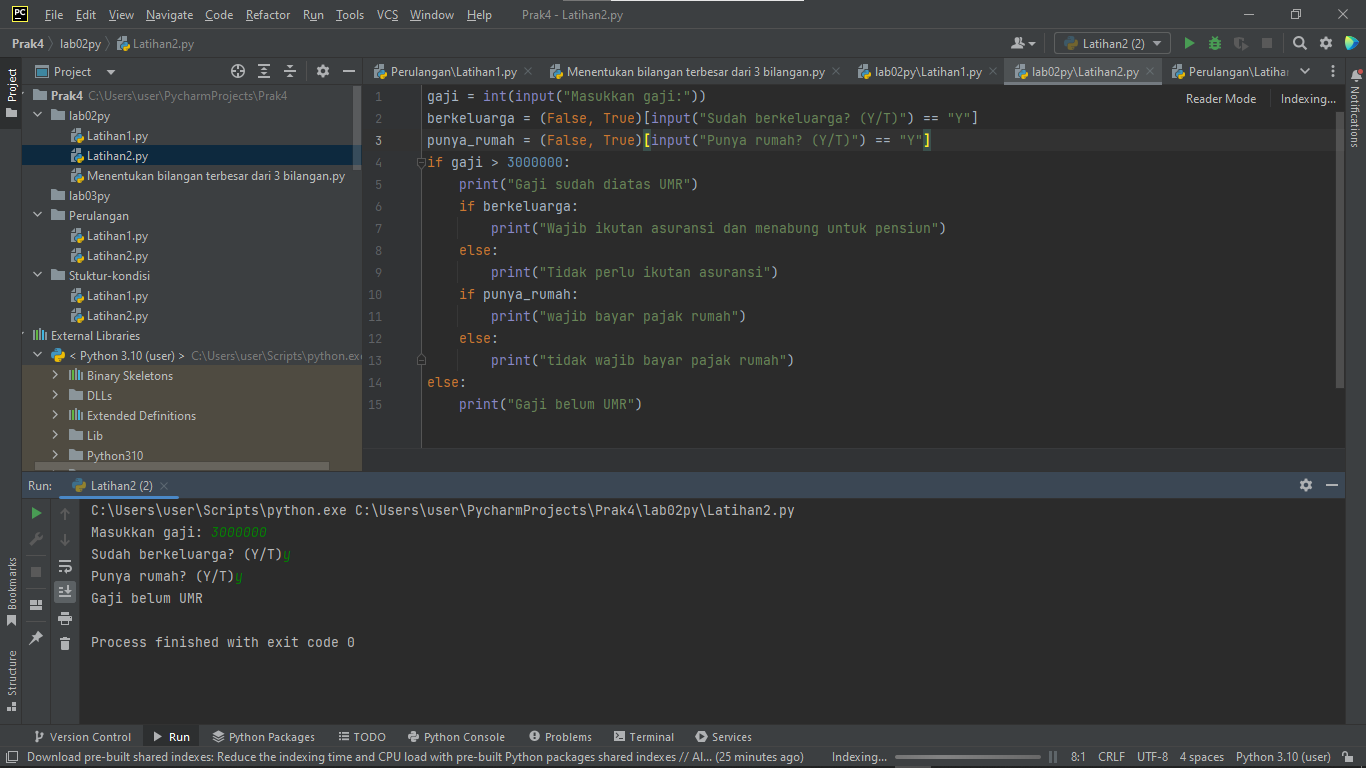 PC File Edit View Navigate Code Refactor Run Tools VCS Window Help Prak4 - Latihan2.py
Prak4 lab02py Latihan2.py Latihan2 (2)
Project
Project
Perulangan\Latihan1.py Menentukan bilangan terbesar dari 3 bilangan.py lab02py\Latihan1.py lab02py\Latihan2.py Perulangan\Latiha
Notifications
Reader Mode Indexing...
Prak4 C:\Users\user\PycharmProjects\Prak4
lab02py
Latihan1.py
Latihan2.py
Menentukan bilangan terbesar dari 3 bilangan.py
lab03py
Perulangan
Latihan1.py
Latihan2.py
Stuktur-kondisi
Latihan1.py
Latihan2.py
External Libraries
< Python 3.10 (user) > C:\Users\user\Scripts\python.exe
Binary Skeletons
DLLs
Extended Definitions
Lib
Python310
1 gaji = int(input("Masukkan gaji:"))
2 berkeluarga = (False, True)[input("Sudah berkeluarga? (Y/T)") == "Y"]
3 punya_rumah = (False, True)[input("Punya rumah? (Y/T)") == "Y"]
4 if gaji > 3000000:
5 print("Gaji sudah diatas UMR")
6 if berkeluarga:
7 print("Wajib ikutan asuransi dan menabung untuk pensiun")
8 else:
9 print("Tidak perlu ikutan asuransi")
10 if punya_rumah:
11 print("wajib bayar pajak rumah")
12 else:
13 print("tidak wajib bayar pajak rumah")
14 else:
15 print("Gaji belum UMR")
Run: Latihan2 (2)
C:\Users\user\Scripts\python.exe C:\Users\user\PycharmProjects\Prak4\lab02py\Latihan2.py
Masukkan gaji: 3000000
Sudah berkeluarga? (Y/T)y
Punya rumah? (Y/T)y
Gaji belum UMR
Process finished with exit code 0
Bookmarks
Structure
Version Control Run Python Packages TODO Python Console Problems Terminal Services
Download pre-built shared indexes: Reduce the indexing time and CPU load with pre-built Python packages shared indexes // Al... (25 minutes ago) Indexing... 8:1 CRLF UTF-8 4 spaces Python 3.10 (user)